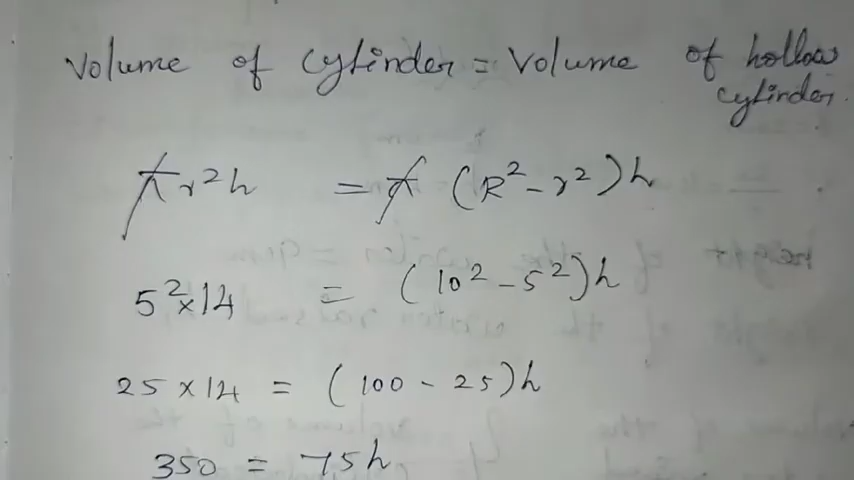 Volume of cylinder = Volume of hollow
cylinder.
πr²h = π (R² - r²)h
5² × 14 = (10² - 5²)h
25 × 14 = (100 - 25)h
350 = 75h